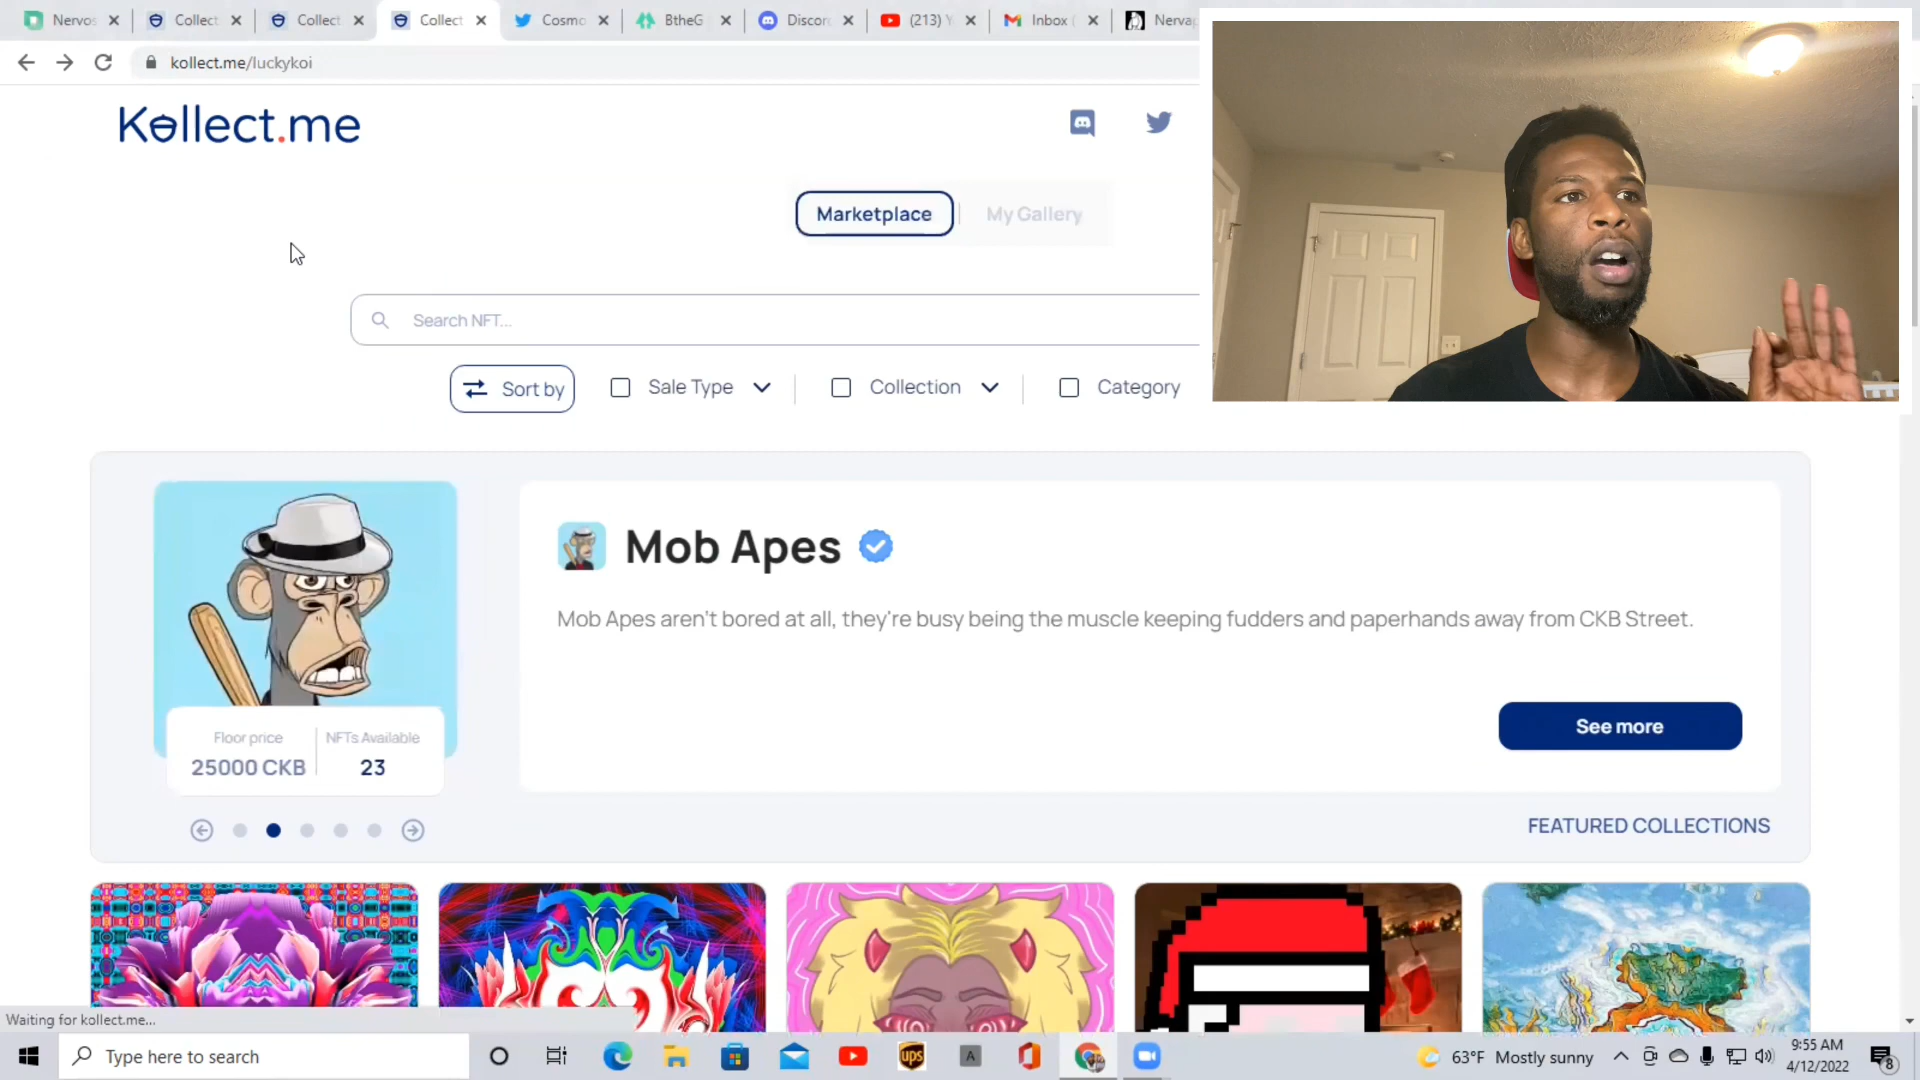 Nervos
Collect
Collect
Collect
Cosmo
BtheG
Discor
(213) Y
Inbox (
Nervap
kollect.me/luckykoi
Kollect.me
Marketplace
My Gallery
Search NFT...
Sort by
Sale Type
Collection
Category
Mob Apes
Mob Apes aren't bored at all, they're busy being the muscle keeping fudders and paperhands away from CKB Street.
Floor price
NFTs Available
25000 CKB
23
See more
FEATURED COLLECTIONS
Waiting for kollect.me...
Type here to search
ups
A
63°F Mostly sunny
9:55 AM
4/12/2022
8